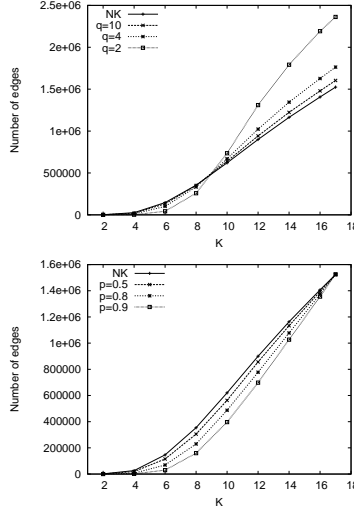 NK
q=10
q=4
q=2
Number of edges
2.5e+06
2e+06
1.5e+06
1e+06
500000
0
2 4 6 8 10 12 14 16 18
K
NK
p=0.5
p=0.8
p=0.9
Number of edges
1.6e+06
1.4e+06
1.2e+06
1e+06
800000
600000
400000
200000
0
2 4 6 8 10 12 14 16 18
K